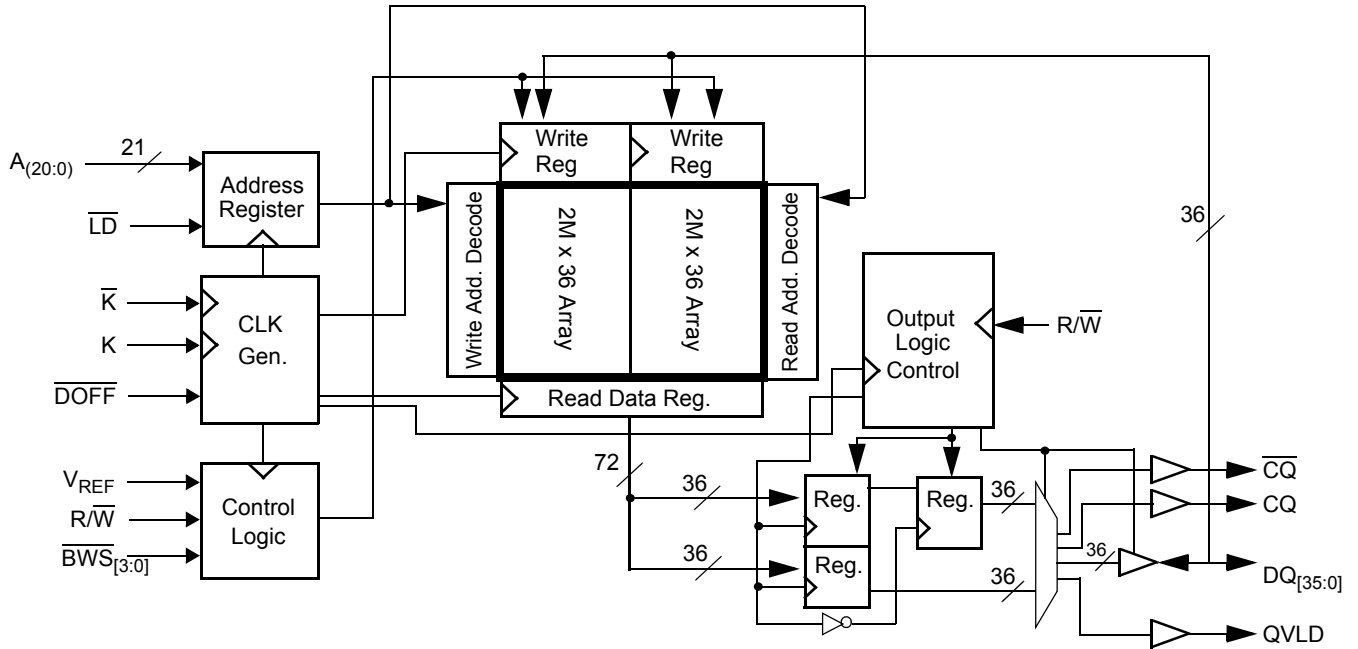 A(20:0)
21
LD
K
K
DOFF
VREF
R/W
BWS[3:0]
Address
Register
CLK
Gen.
Control
Logic
Write
Reg
Write
Reg
Write Add. Decode
2M x 36 Array
2M x 36 Array
Read Add. Decode
Read Data Reg.
72
36
36
Output
Logic
Control
R/W
36
Reg.
Reg.
Reg.
36
36
36
CQ
CQ
DQ[35:0]
QVLD